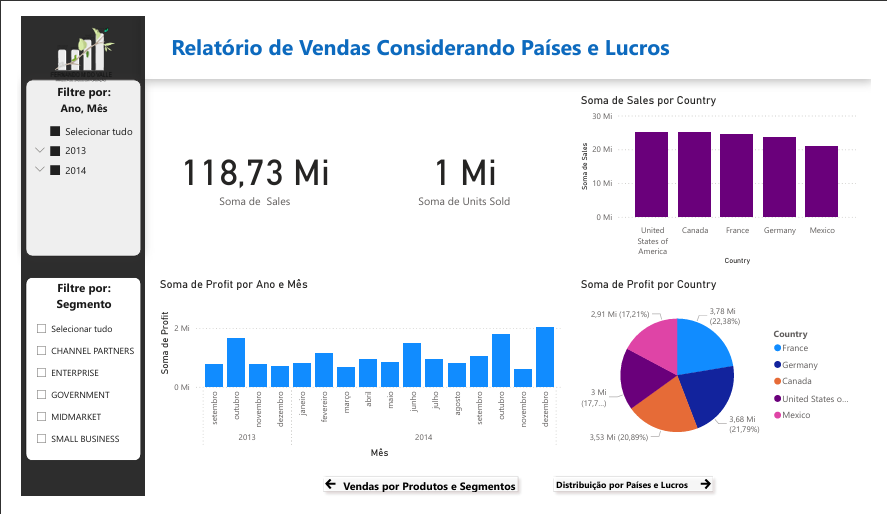 Relatório de Vendas Considerando Países e Lucros
Filtre por:
Ano, Mês
Selecionar tudo
2013
2014
118,73 Mi
Soma de Sales
1 Mi
Soma de Units Sold
Soma de Sales por Country
Soma de Sales
30 Mi
20 Mi
10 Mi
0 Mi
United States of America
Canada
France
Germany
Mexico
Country
Filtre por:
Segmento
Selecionar tudo
CHANNEL PARTNERS
ENTERPRISE
GOVERNMENT
MIDMARKET
SMALL BUSINESS
Soma de Profit por Ano e Mês
Soma de Profit
2 Mi
0 Mi
setembro
outubro
novembro
dezembro
janeiro
fevereiro
março
abril
maio
junho
julho
agosto
setembro
outubro
novembro
dezembro
2013
2014
Mês
Soma de Profit por Country
2,91 Mi (17,21%)
3,78 Mi
(22,38%)
3 Mi
(17,7...)
3,53 Mi (20,89%)
3,68 Mi
(21,79%)
Country
France
Germany
Canada
United States o...
Mexico
Vendas por Produtos e Segmentos
Distribuição por Países e Lucros